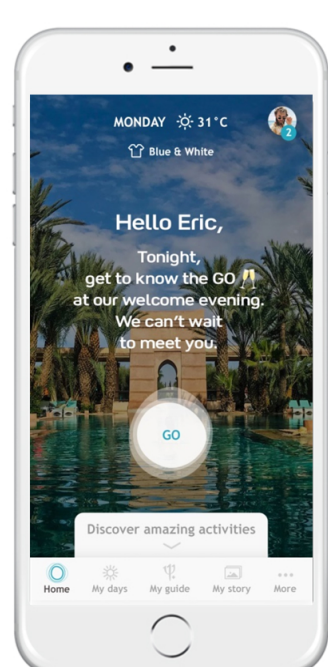 MONDAY 31°C
2
Blue & White
Hello Eric,
Tonight,
get to know the GO 🥂
at our welcome evening.
We can't wait
to meet you.
GO
Discover amazing activities
Home My days My guide My story More